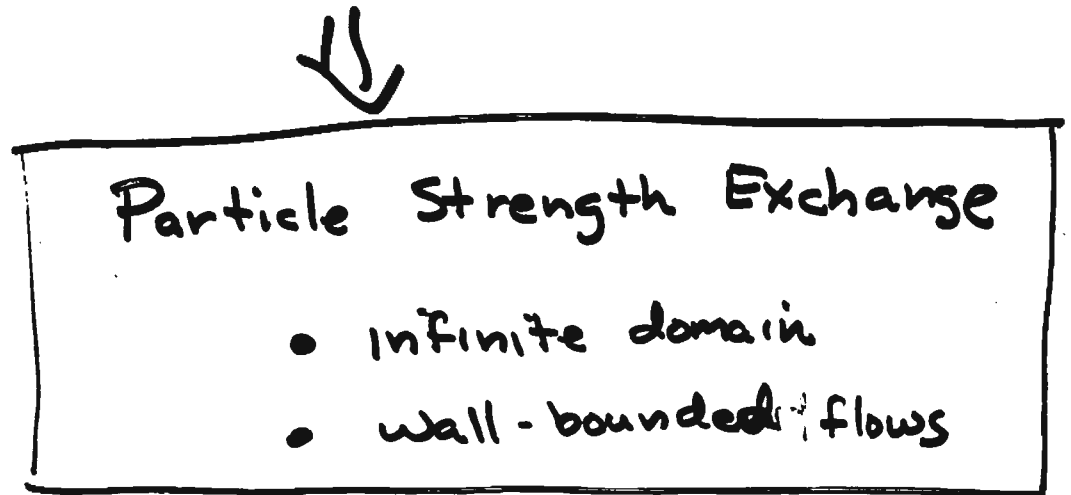 Particle Strength Exchange
• infinite domain
• wall-bounded flows